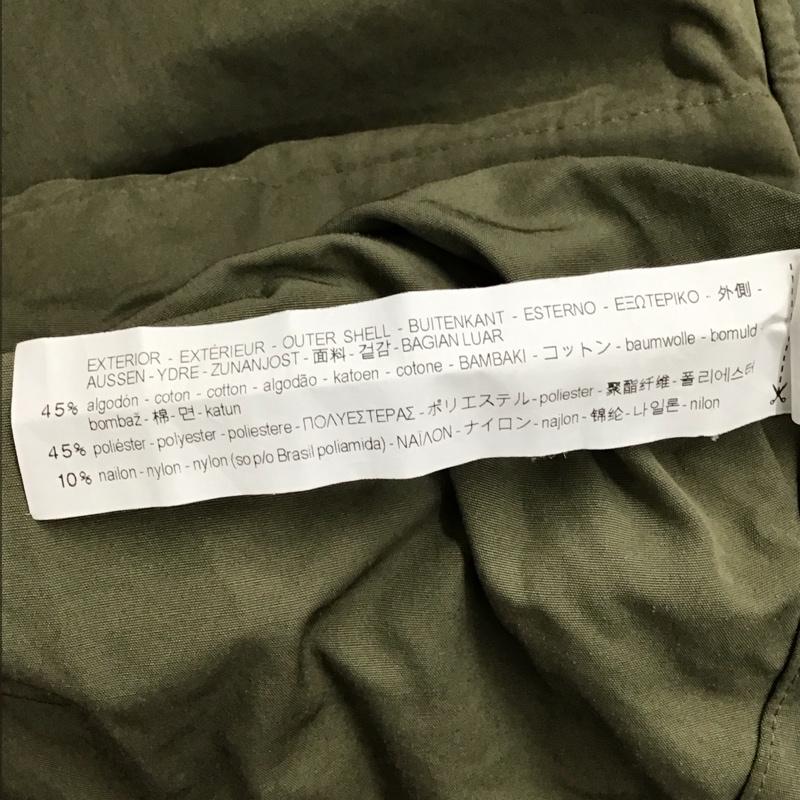 EXTERIOR - EXTÉRIEUR - OUTER SHELL - BUITENKANT - ESTERNO - ΕΞΩΤΕΡΙΚΟ - 外側 -
AUSSEN - YDRE - ZUNANJOST - 面料 - 겉감 - BAGIAN LUAR
45% algodón - coton - cotton - algodão - katoen - cotone - BAMBAKI - コットン - baumwolle - bomuld -
bombaž - 棉 - 면 - katun
45% poliéster - polyester - poliestere - ΠΟΛΥΕΣΤΕΡΑΣ - ポリエステル - poliester - 聚酯纤维 - 폴리에스터
10% nailon - nylon - nylon (so p/o Brasil poliamida) - ΝΑΪΛΟΝ - ナイロン - najlon - 锦纶 - 나일론 - nilon